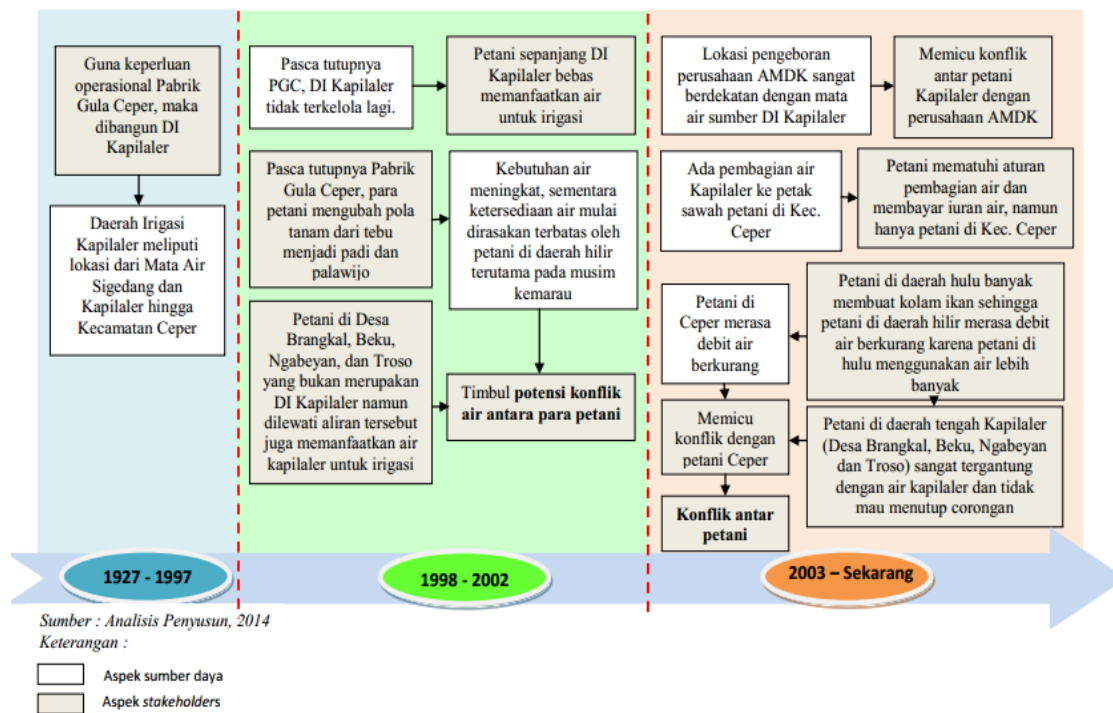 Guna keperluan
operasional Pabrik
Gula Ceper, maka
dibangun DI
Kapilaler
Daerah Irigasi
Kapilaler meliputi
lokasi dari Mata Air
Sigedang dan
Kapilaler hingga
Kecamatan Ceper
Pasca tutupnya
PGC, DI Kapilaler
tidak terkelola lagi.
Petani sepanjang DI
Kapilaler bebas
memanfaatkan air
untuk irigasi
Pasca tutupnya Pabrik
Gula Ceper, para
petani mengubah pola
tanam dari tebu
menjadi padi dan
palawijo
Kebutuhan air
meningkat, sementara
ketersediaan air mulai
dirasakan terbatas oleh
petani di daerah hilir
terutama pada musim
kemarau
Petani di Desa
Brangkal, Beku,
Ngabeyan, dan Troso
yang bukan merupakan
DI Kapilaler namun
dilewati aliran tersebut
juga memanfaatkan air
kapilaler untuk irigasi
Timbul potensi konflik
air antara para petani
Lokasi pengeboran
perusahaan AMDK sangat
berdekatan dengan mata
air sumber DI Kapilaler
Memicu konflik
antar petani
Kapilaler dengan
perusahaan AMDK
Ada pembagian air
Kapilaler ke petak
sawah petani di Kec.
Ceper
Petani mematuhi aturan
pembagian air dan
membayar iuran air, namun
hanya petani di Kec. Ceper
Petani di daerah hulu banyak
membuat kolam ikan sehingga
petani di daerah hilir merasa debit
air berkurang karena petani di
hulu menggunakan air lebih
banyak
Petani di
Ceper merasa
debit air
berkurang
Memicu
konflik dengan
petani Ceper
Petani di daerah tengah Kapilaler
(Desa Brangkal, Beku, Ngabeyan
dan Troso) sangat tergantung
dengan air kapilaler dan tidak
mau menutup corongan
Konflik antar
petani
1927 - 1997
1998 - 2002
2003 – Sekarang
Sumber : Analisis Penyusun, 2014
Keterangan :
Aspek sumber daya
Aspek stakeholders